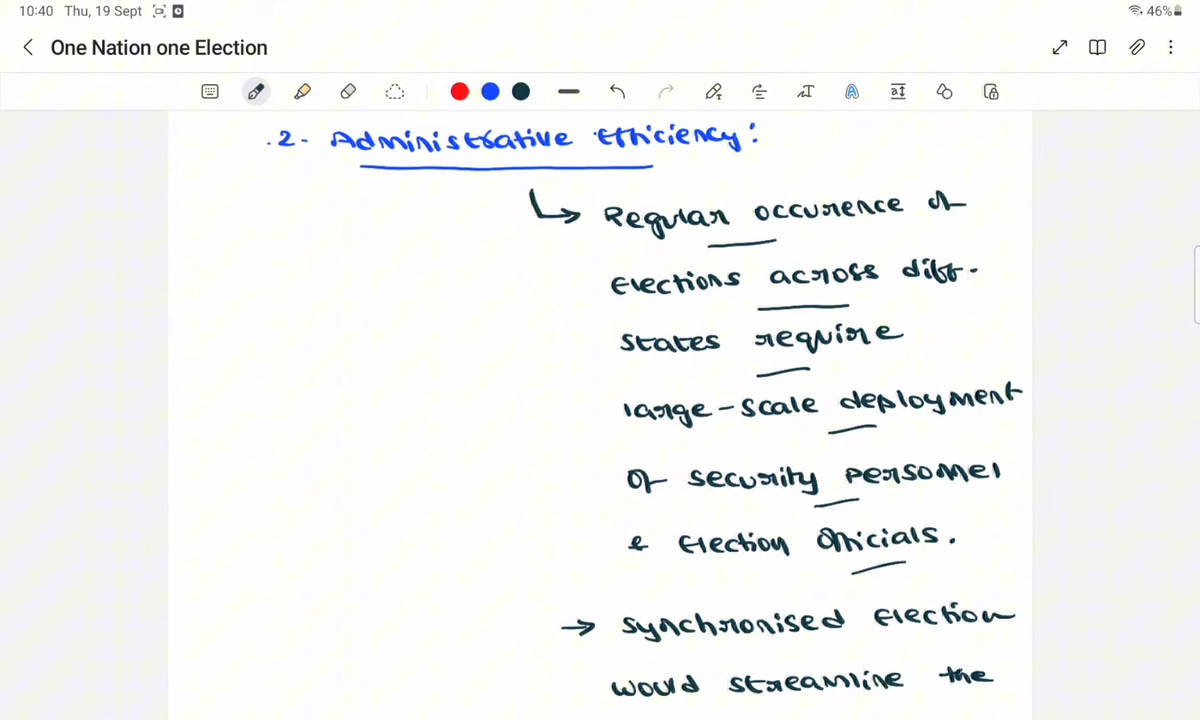 10:40 Thu, 19 Sept
46%
One Nation one Election
.2- Administrative Efficiency:
Regular occurence of
Elections across diff.
states require
large-scale deployment
of security personnel
& Election Officials.
→ synchronised Election
would streamline the